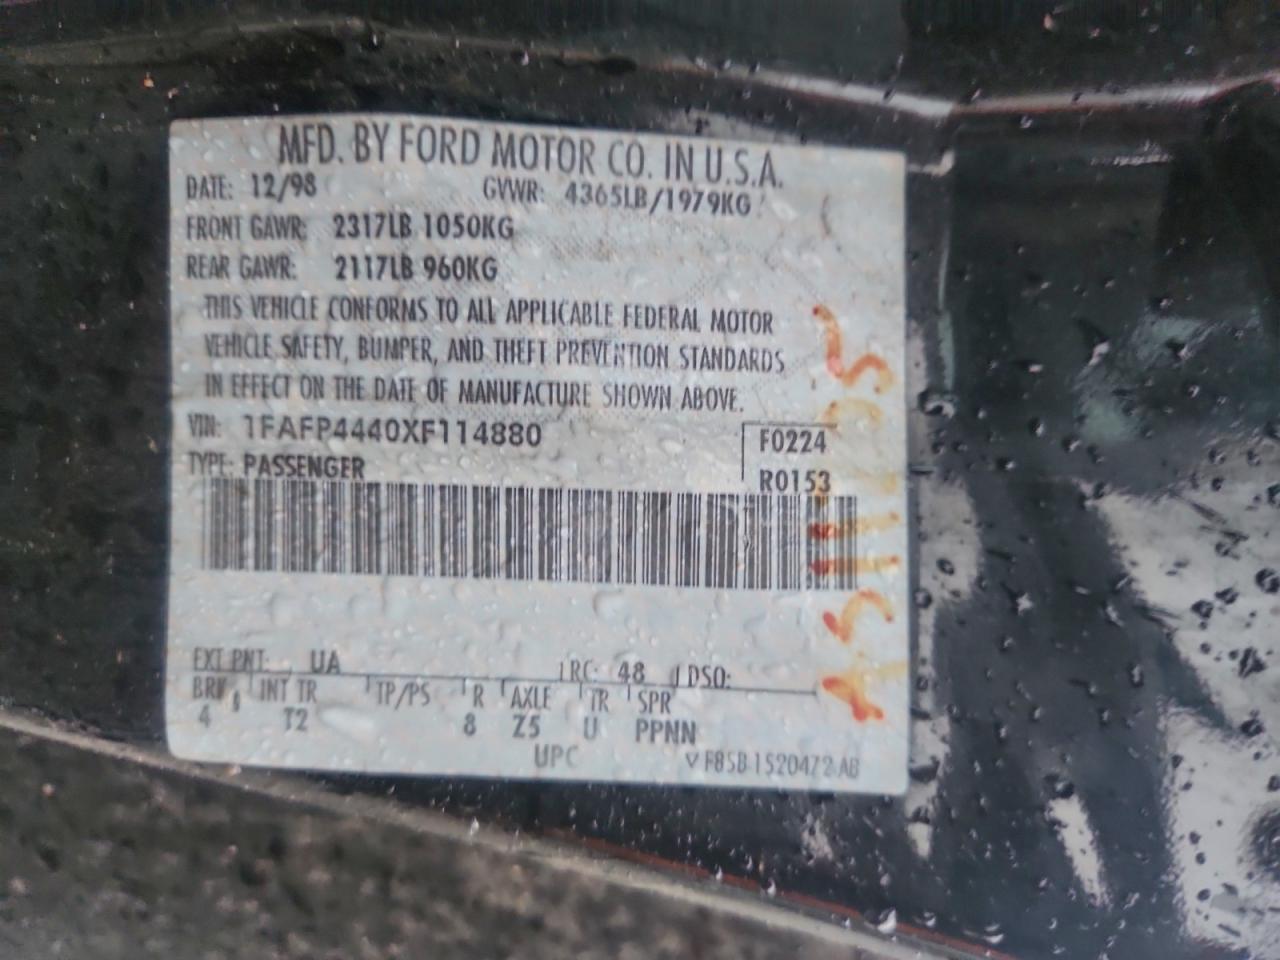 MFD. BY FORD MOTOR CO. IN U.S.A.
DATE: 12/98 GVWR: 4365LB/1979KG
FRONT GAWR: 2317LB 1050KG
REAR GAWR: 2117LB 960KG
THIS VEHICLE CONFORMS TO ALL APPLICABLE FEDERAL MOTOR
VEHICLE SAFETY, BUMPER, AND THEFT PREVENTION STANDARDS
IN EFFECT ON THE DATE OF MANUFACTURE SHOWN ABOVE.
VIN: 1FAFP4440XF114880 F0224
TYPE: PASSENGER R0153
EXT PNT: UA RC: 48 DSO:
BRK INT TR TP/PS R AXLE TR SPR
4 T2 8 Z5 U PPNN
UPC F85B 1520472 AB